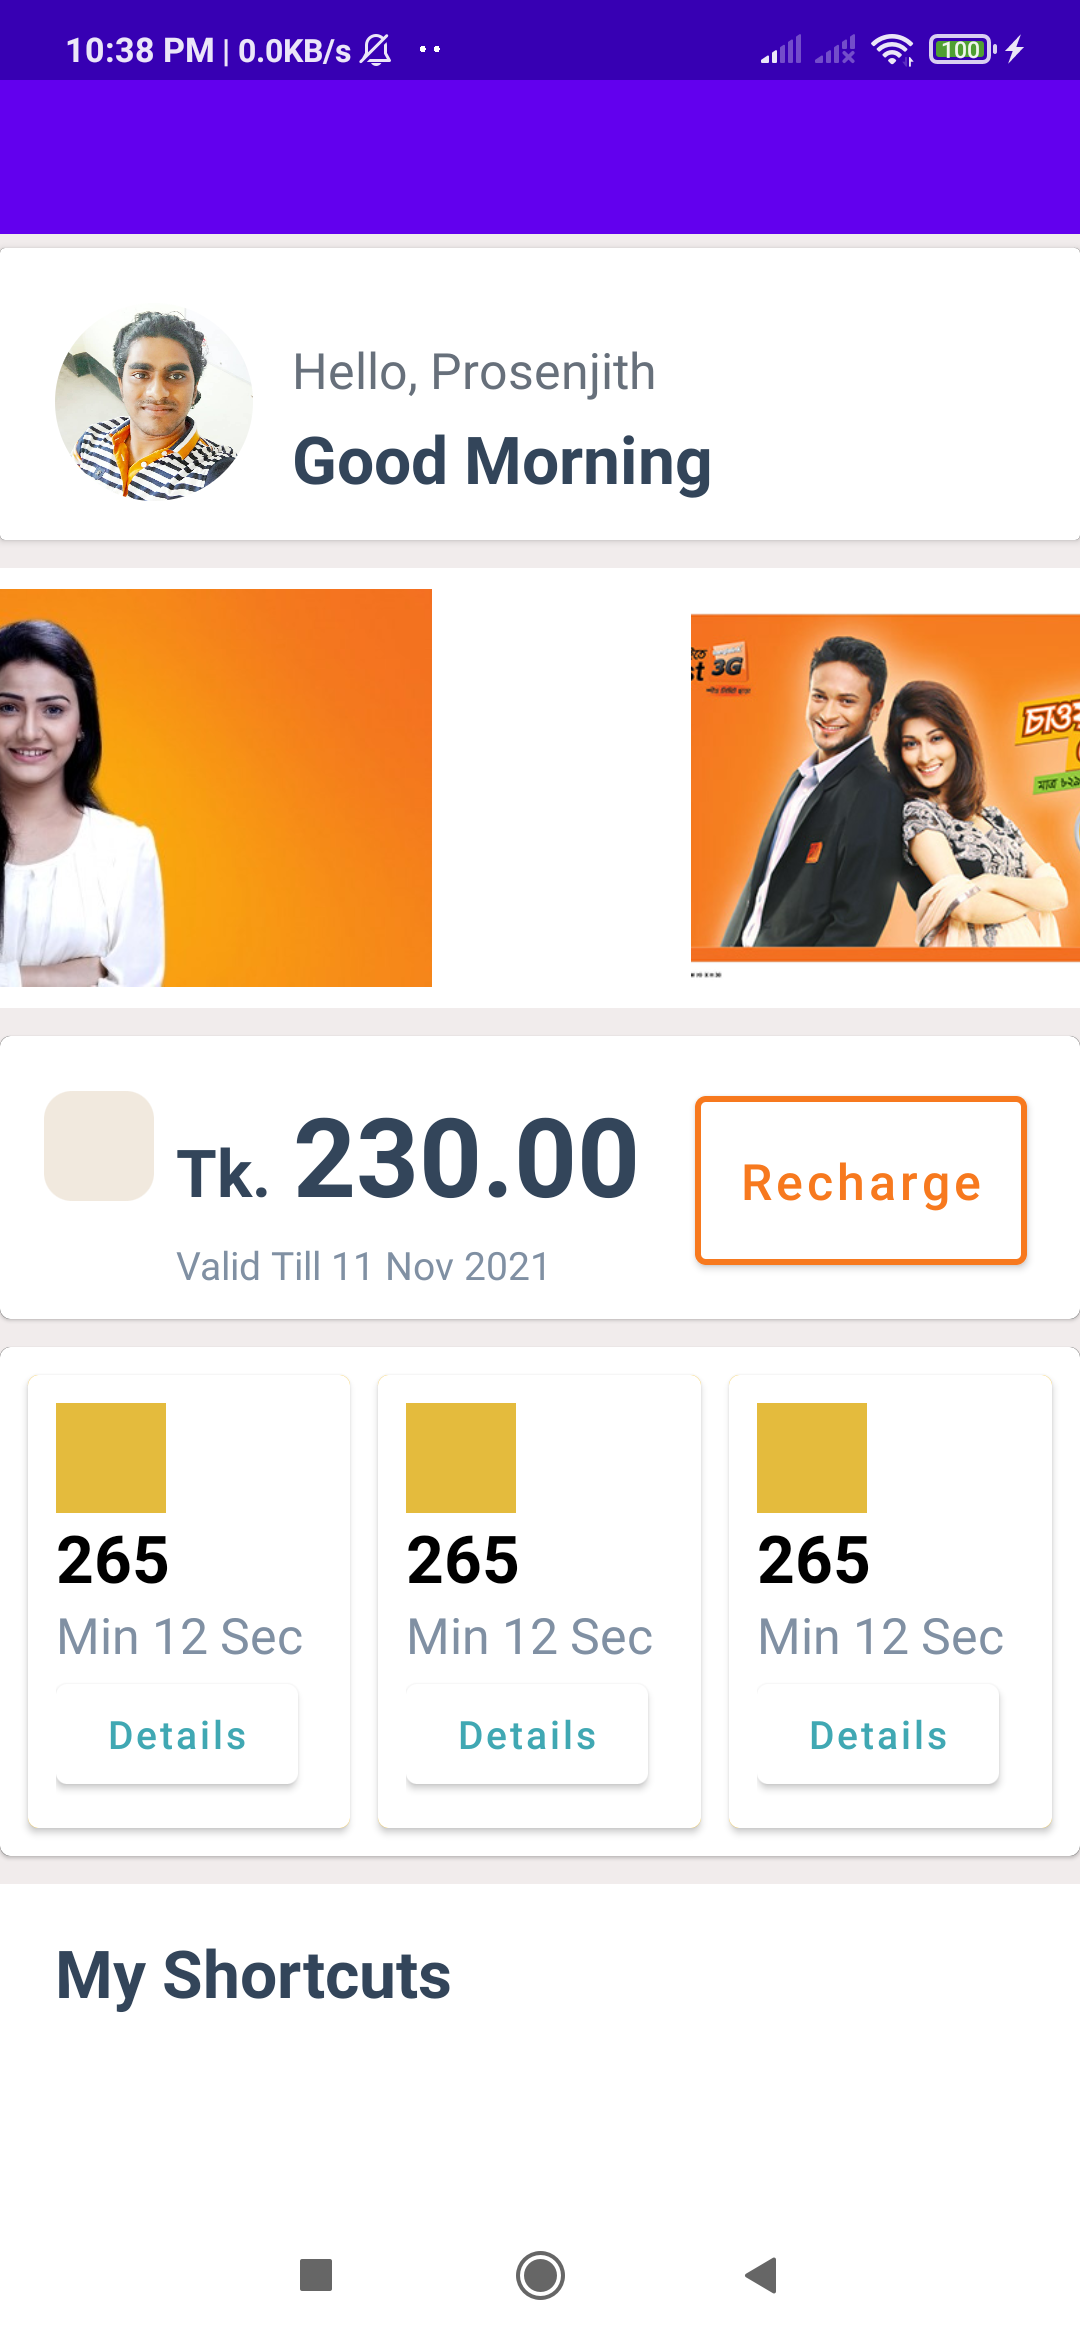 10:38 PM | 0.0KB/s
100
Hello, Prosenjith
Good Morning
3G
Tk. 230.00
Recharge
Valid Till 11 Nov 2021
265
Min 12 Sec
Details
265
Min 12 Sec
Details
265
Min 12 Sec
Details
My Shortcuts